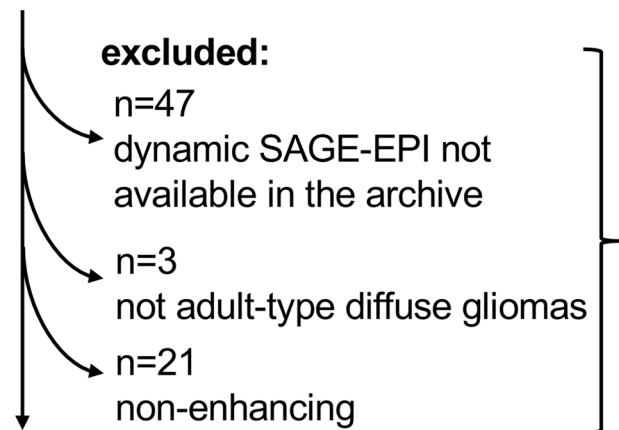 excluded:
n=47
dynamic SAGE-EPI not
available in the archive
n=3
not adult-type diffuse gliomas
n=21
non-enhancing